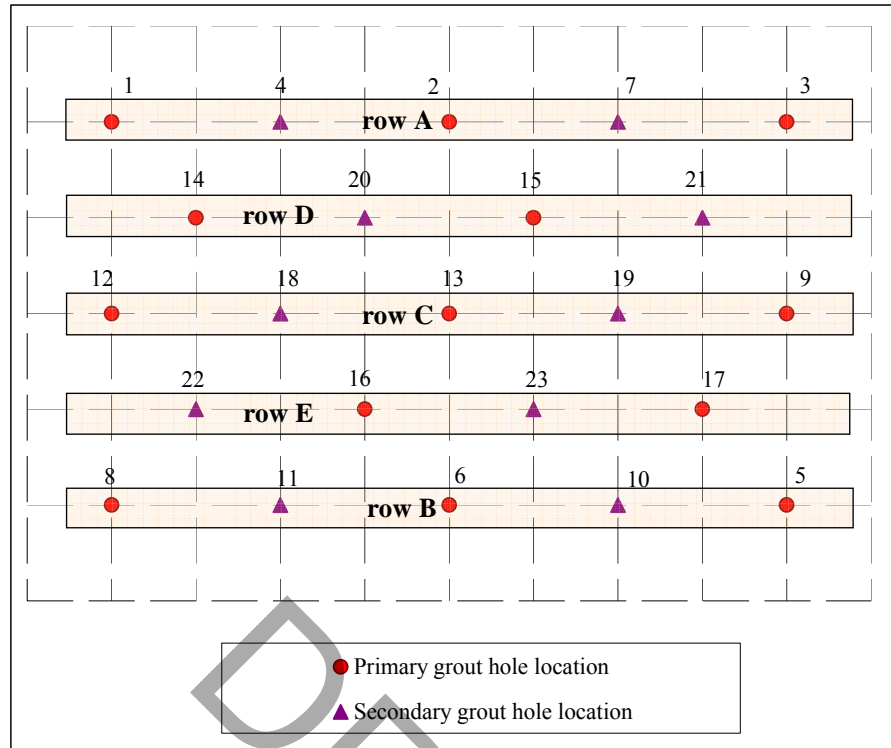 1 4 2 7 3
row A
14 20 15 21
row D
12 18 13 19 9
row C
22 16 23 17
row E
8 11 6 10 5
row B
Primary grout hole location
Secondary grout hole location